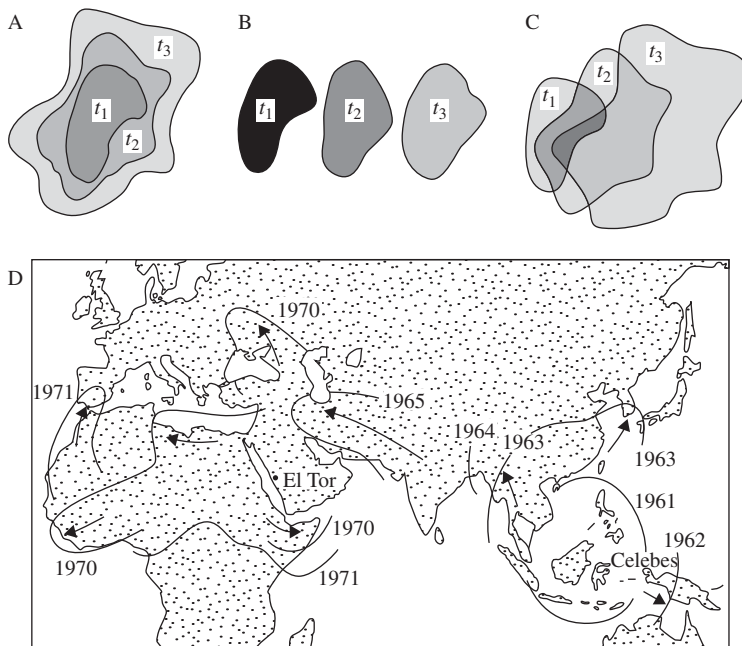 A
B
C
t3
t1
t2
t1
t2
t3
t1
t2
t3
D
1970
1971
1965
1964
1963
1963
El Tor
1961
1970
1962
Celebes
1970
1971